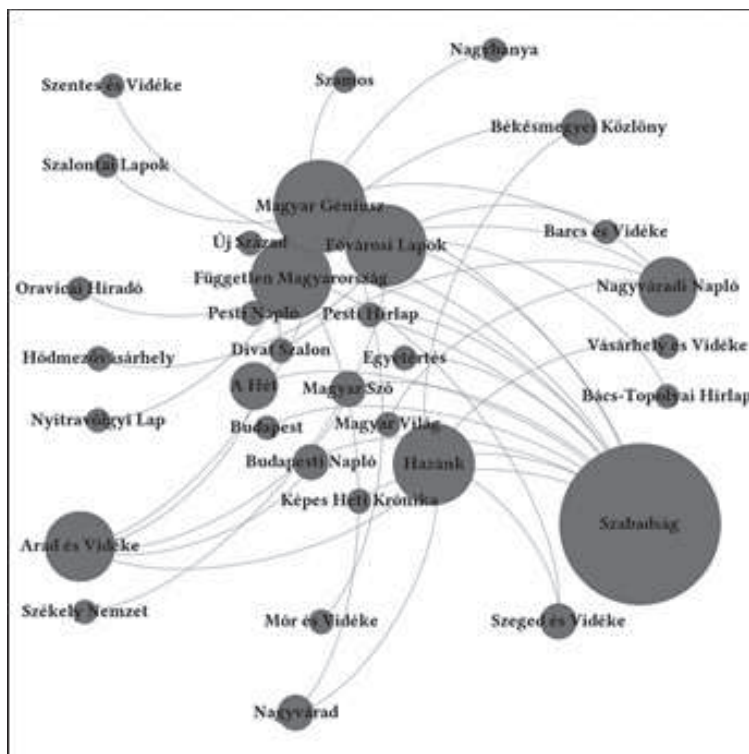 Nagybánya
Szentes és Vidéke
Szamos
Békésmegyei Közlöny
Szalontai Lapok
Magyar Géniusz
Barcs és Vidéke
Új Század
Fővárosi Lapok
Független Magyarország
Nagyváradi Napló
Oravicai Híradó
Pesti Napló
Pesti Hírlap
Divat Szalon
Vásárhely és Vidéke
Hódmezővásárhely
Egyetértés
A Hét
Magyar Szó
Bács-Topolyai Hírlap
Nyitravölgyi Lap
Budapest
Magyar Világ
Budapesti Napló
Hazánk
Képes Heti Krónika
Szabadság
Arad és Vidéke
Székely Nemzet
Mór és Vidéke
Szeged és Vidéke
Nagyvárad